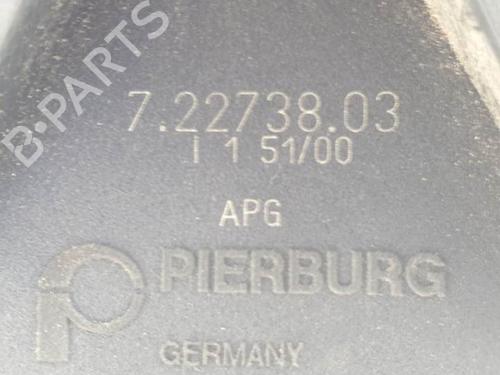 B-PARTS
7.22738.03
I 1 51/00
APG
PIERBURG
GERMANY